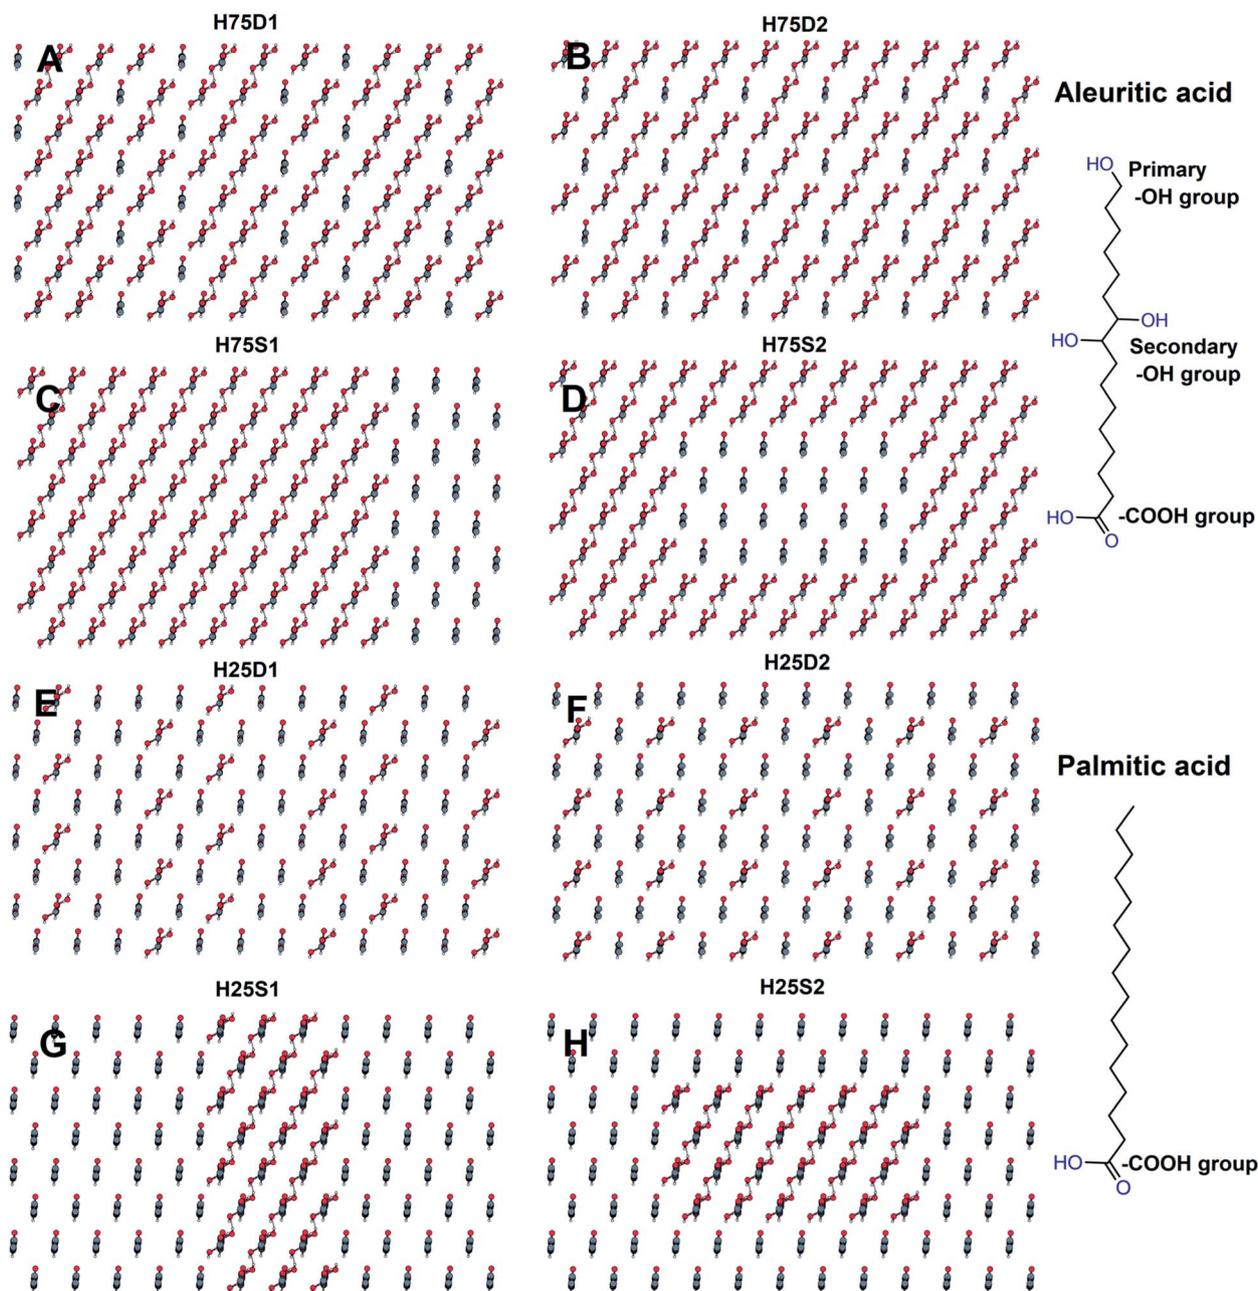 H75D1
H75D2
A
B
Aleuritic acid
HO
Primary
-OH group
OH
HO
Secondary
-OH group
H75S1
H75S2
C
D
HO
-COOH group
O
H25D1
H25D2
E
F
Palmitic acid
H25S1
H25S2
G
H
HO
-COOH group
O